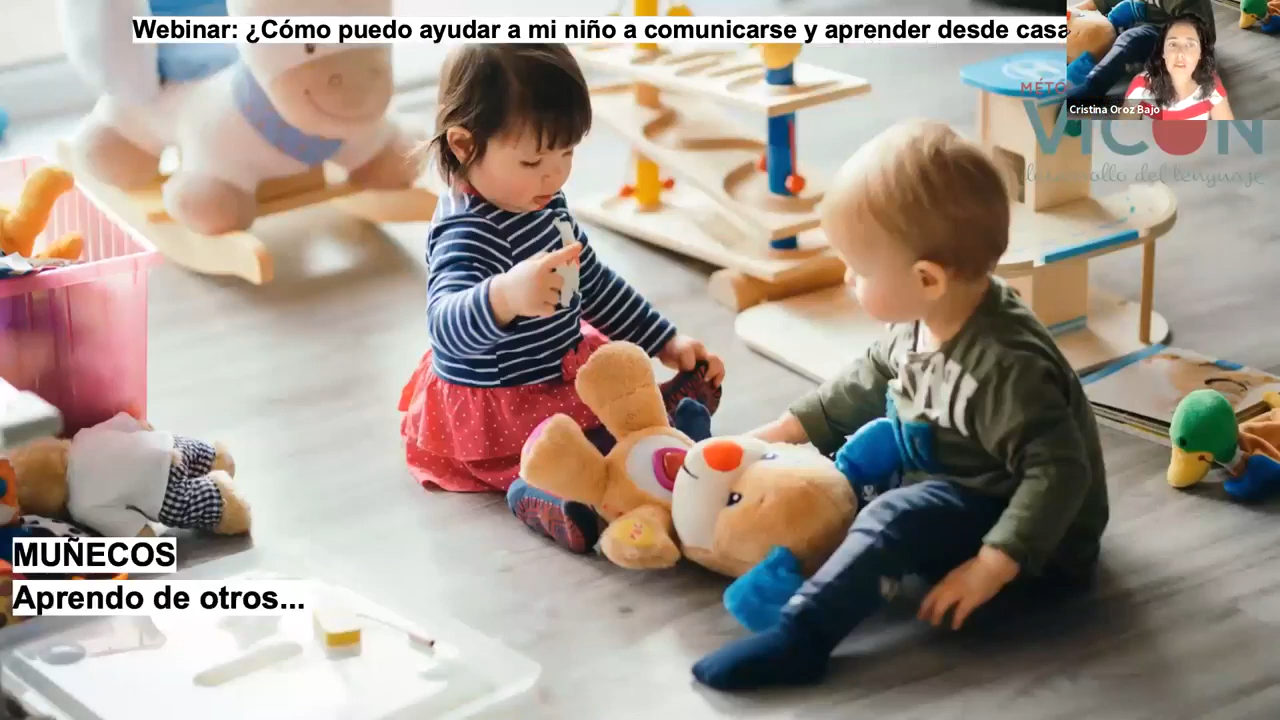 Webinar: ¿Cómo puedo ayudar a mi niño a comunicarse y aprender desde casa
Cristina Oroz Bajo
MÉTO
VICON
desarrollo del lenguaje
MUÑECOS
Aprendo de otros...